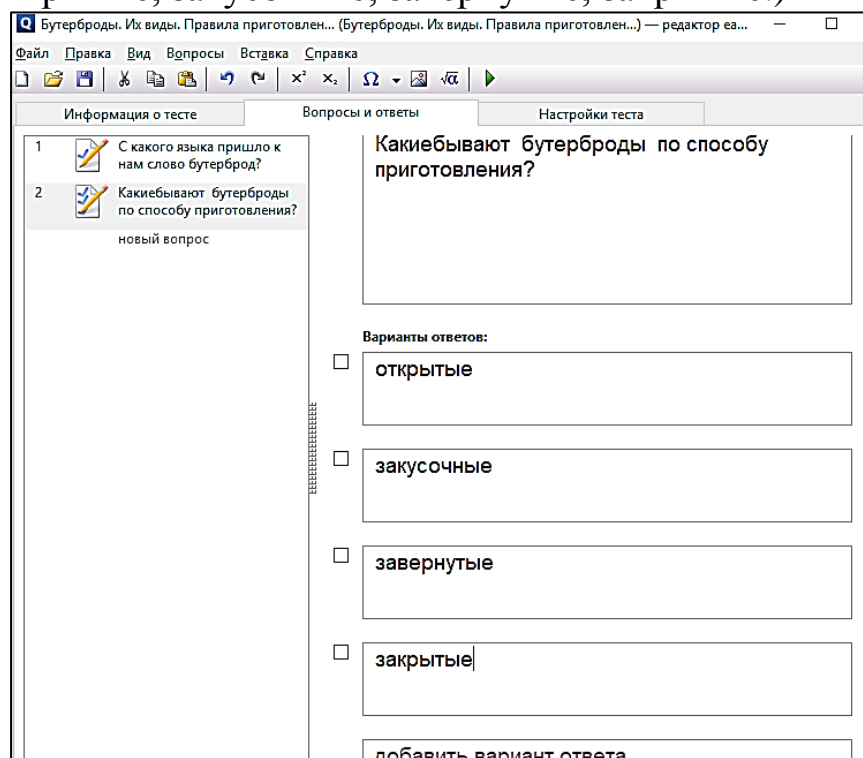 Бутерброды. Их виды. Правила приготовлен... (Бутерброды. Их виды. Правила приготовлен...) — редактор ea...
Файл Правка Вид Вопросы Вставка Справка
Информация о тесте Вопросы и ответы Настройки теста
1 С какого языка пришло к
нам слово бутерброд?
2 Какиебывают бутерброды
по способу приготовления?
новый вопрос
Какиебывают бутерброды по способу
приготовления?
Варианты ответов:
открытые
закусочные
завернутые
закрытые
добавить вариант ответа